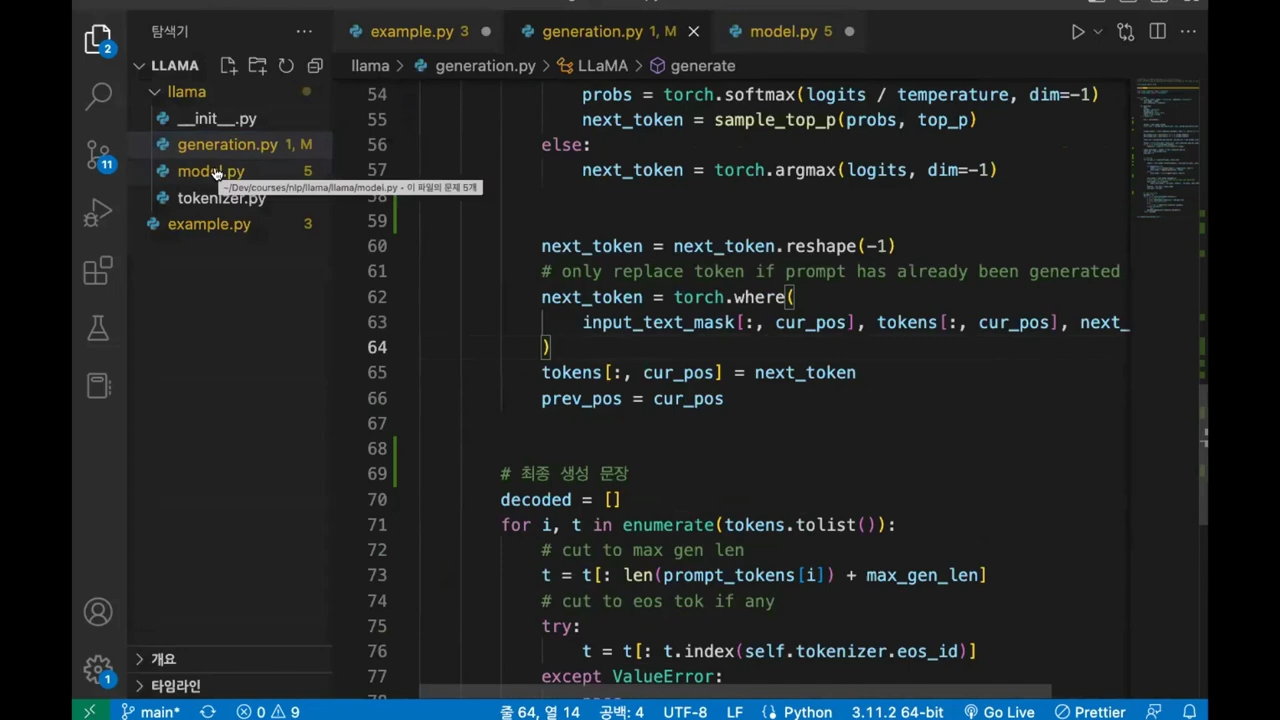 탐색기
LLAMA
llama
__init__.py
generation.py 1, M
model.py 5
~/Dev/courses/nlp/llama/llama/model.py • 이 파일의 문제 5개
tokenizer.py
example.py 3
개요
타임라인
2
11
1
example.py 3
generation.py 1, M
model.py 5
llama > generation.py > LLaMA > generate
54 probs = torch.softmax(logits / temperature, dim=-1)
55 next_token = sample_top_p(probs, top_p)
56 else:
57 next_token = torch.argmax(logits, dim=-1)
58
59
60 next_token = next_token.reshape(-1)
61 # only replace token if prompt has already been generated
62 next_token = torch.where(
63 input_text_mask[:, cur_pos], tokens[:, cur_pos], next_
64 )
65 tokens[:, cur_pos] = next_token
66 prev_pos = cur_pos
67
68
69 # 최종 생성 문장
70 decoded = []
71 for i, t in enumerate(tokens.tolist()):
72 # cut to max gen len
73 t = t[: len(prompt_tokens[i]) + max_gen_len]
74 # cut to eos tok if any
75 try:
76 t = t[: t.index(self.tokenizer.eos_id)]
77 except ValueError:
main* 0 9 줄 64, 열 14 공백: 4 UTF-8 LF Python 3.11.2 64-bit Go Live Prettier